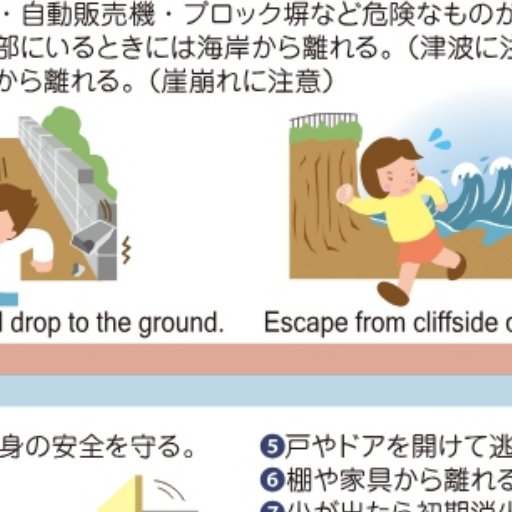 ・自動販売機・ブロック塀など危険なものが
部にいるときには海岸から離れる。（津波に注
から離れる。（崖崩れに注意）
drop to the ground.
Escape from cliffside
身の安全を守る。
❺戸やドアを開けて逃
❻棚や家具から離れる